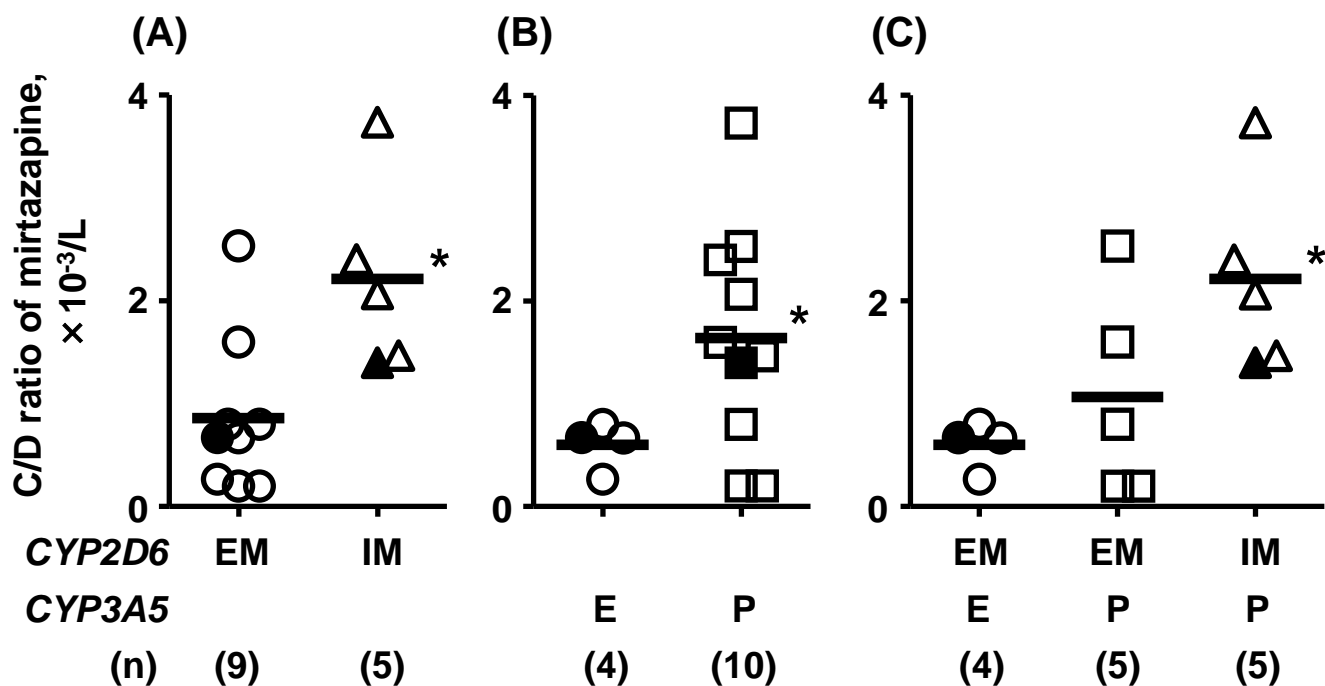 (A) (B) (C)
C/D ratio of mirtazapine,
× 10⁻³/L
4 4 4
* * *
2 2 2
0 0 0
CYP2D6 EM IM EM EM IM
CYP3A5 E P E P P
(n) (9) (5) (4) (10) (4) (5) (5)